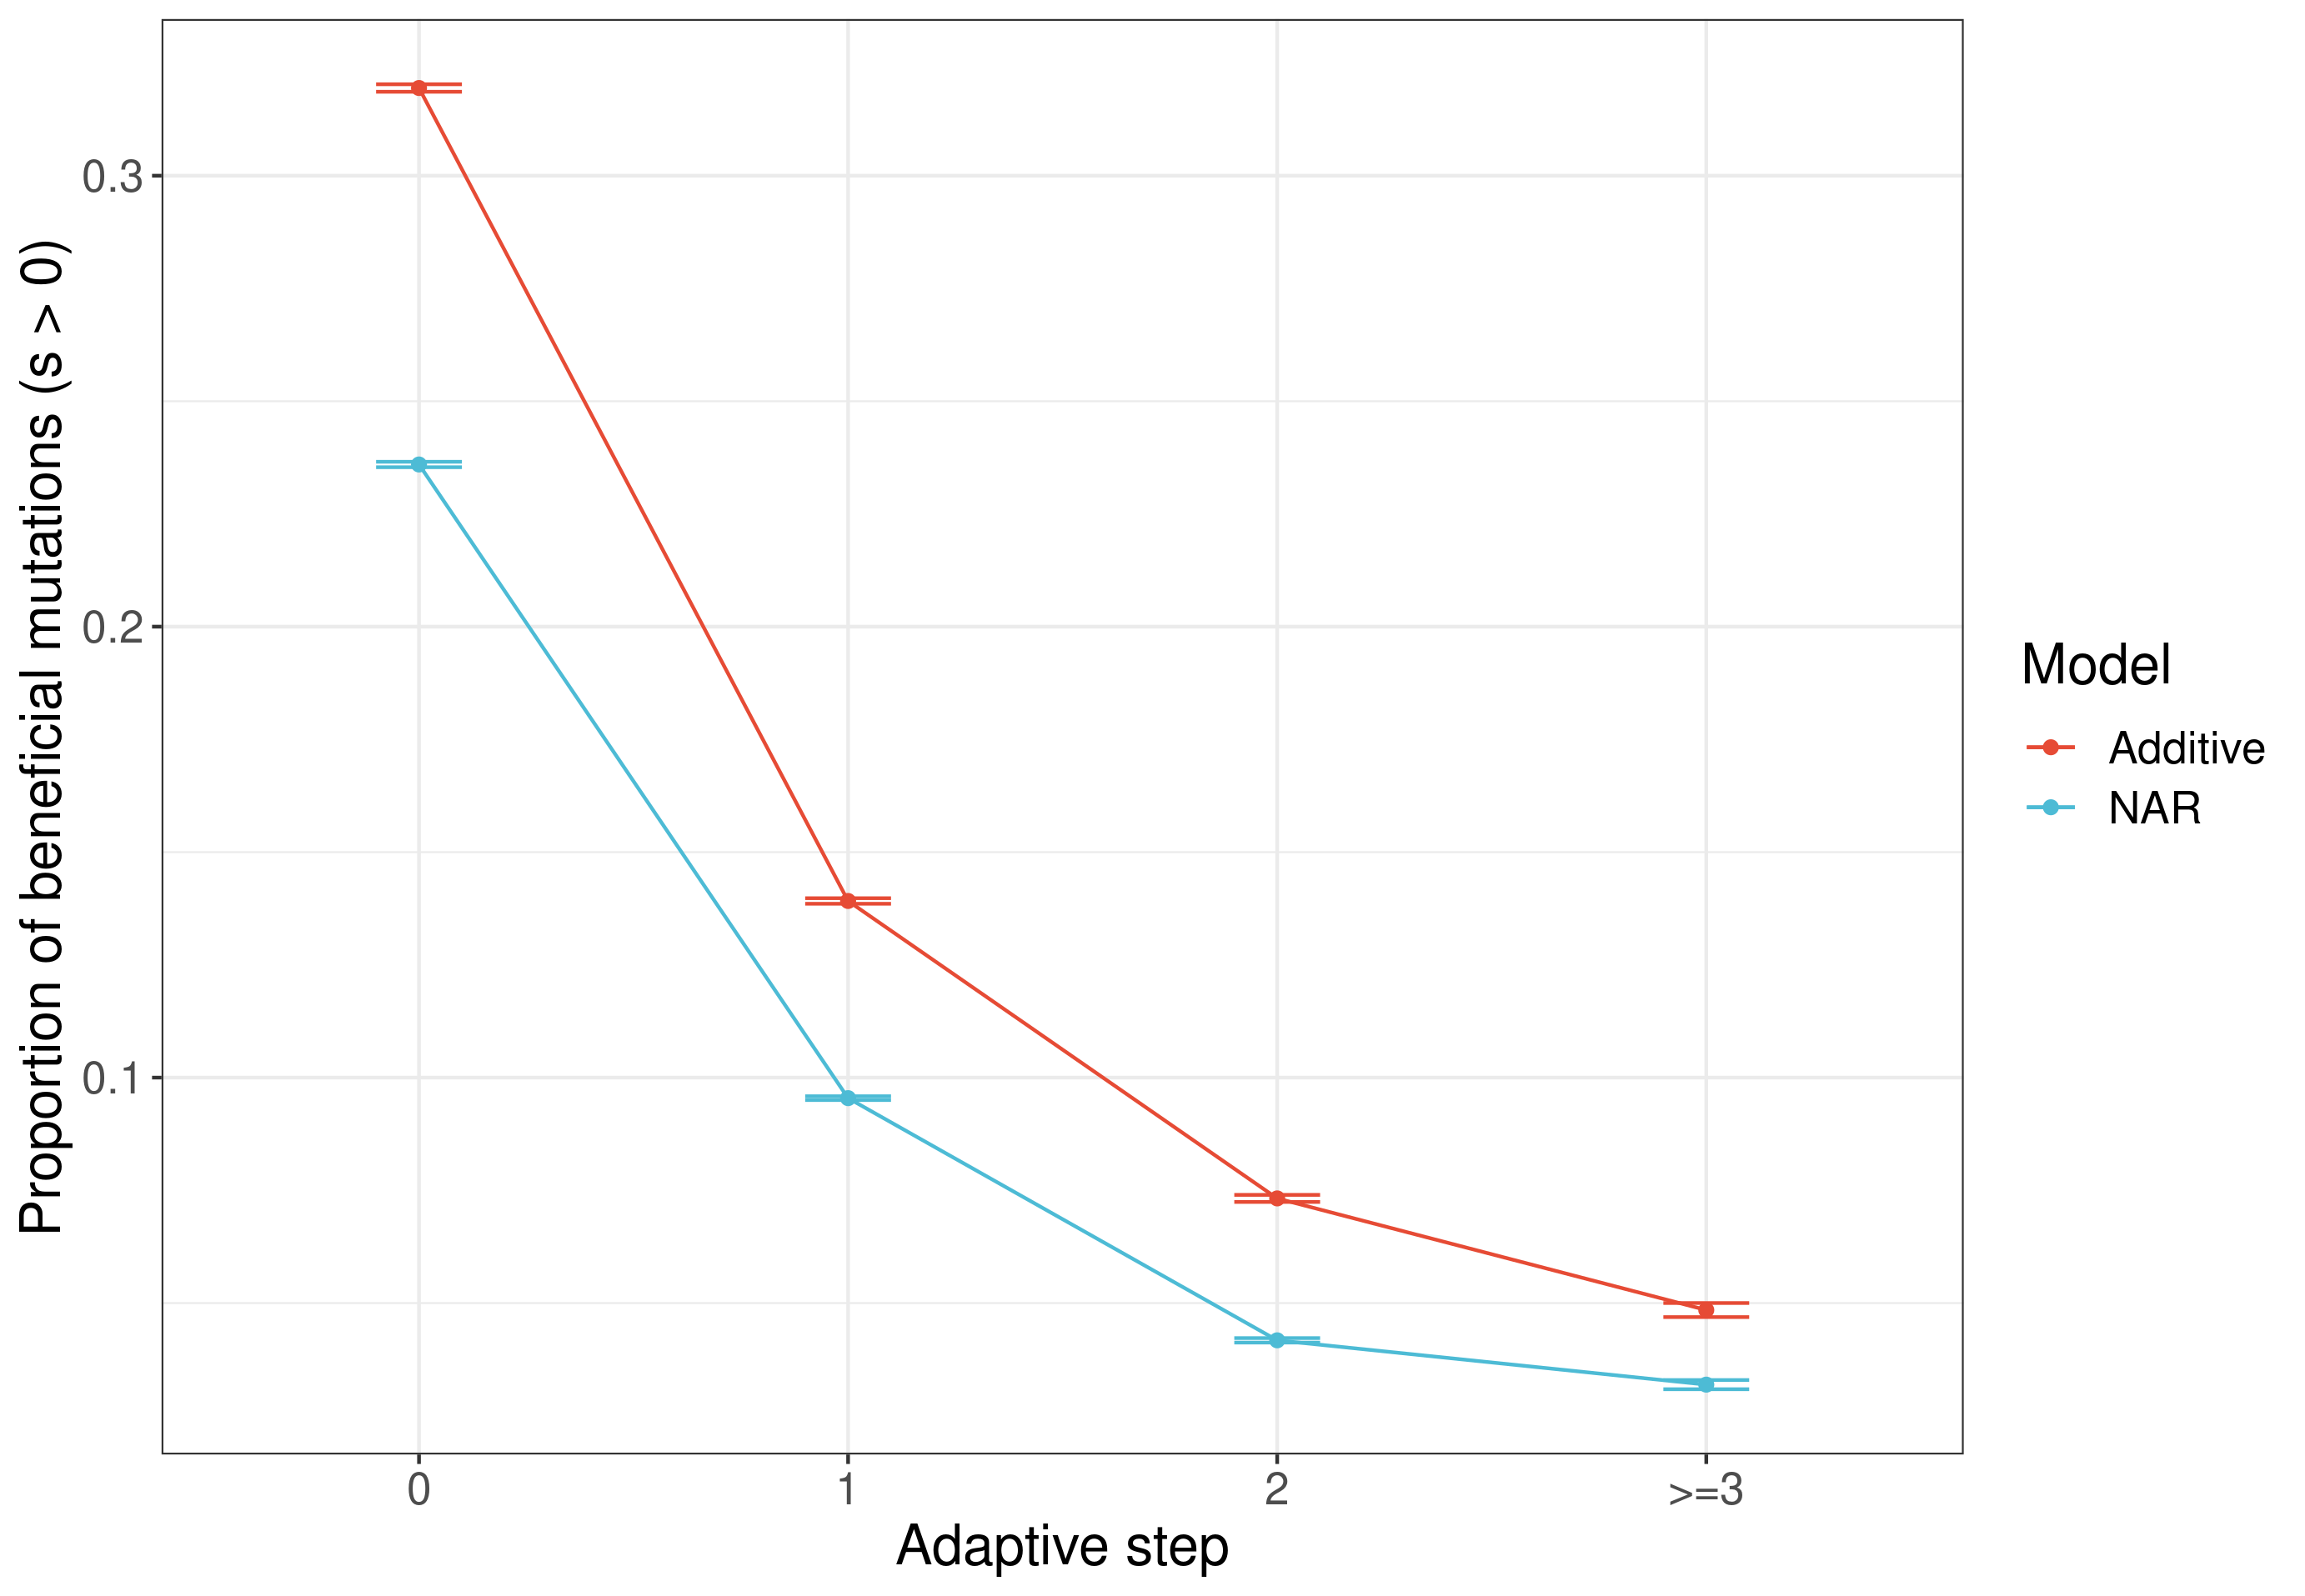 Proportion of beneficial mutations (s > 0)
0.3
0.2
0.1
0
1
2
>=3
Adaptive step
Model
Additive
NAR